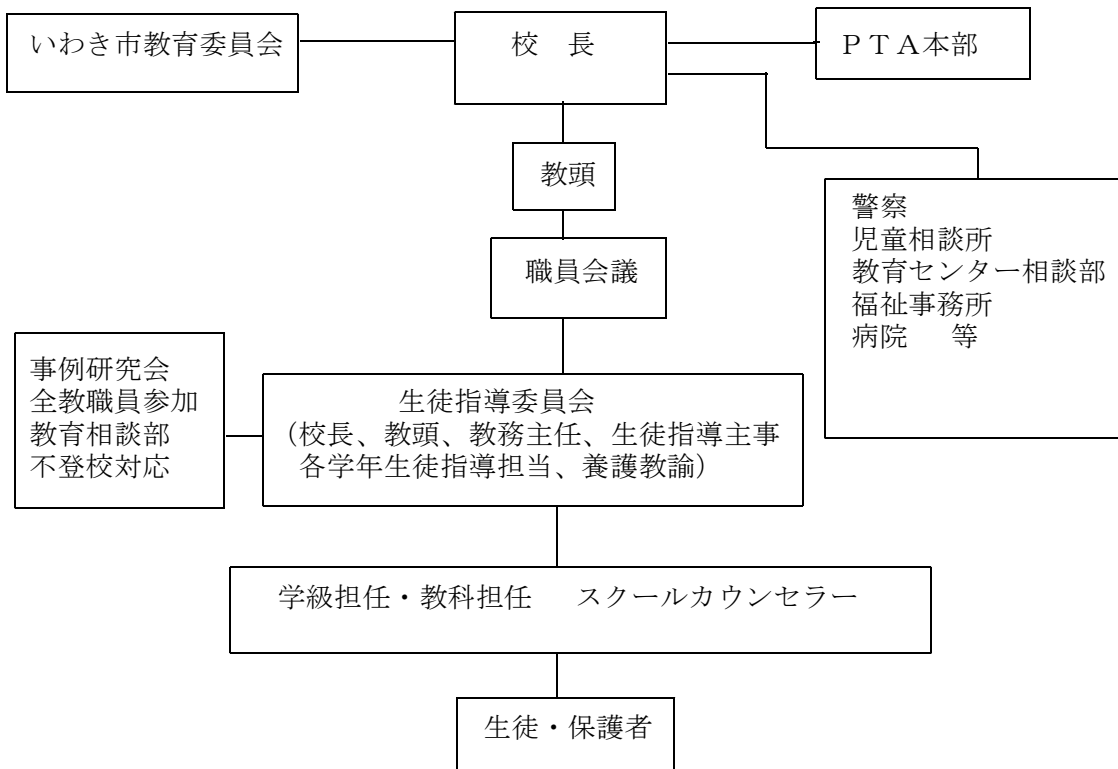 いわき市教育委員会
校　長
ＰＴＡ本部
教頭
職員会議
警察
児童相談所
教育センター相談部
福祉事務所
病院　等
事例研究会
全教職員参加
教育相談部
不登校対応
生徒指導委員会
（校長、教頭、教務主任、生徒指導主事
各学年生徒指導担当、養護教諭）
学級担任・教科担任　スクールカウンセラー
生徒・保護者